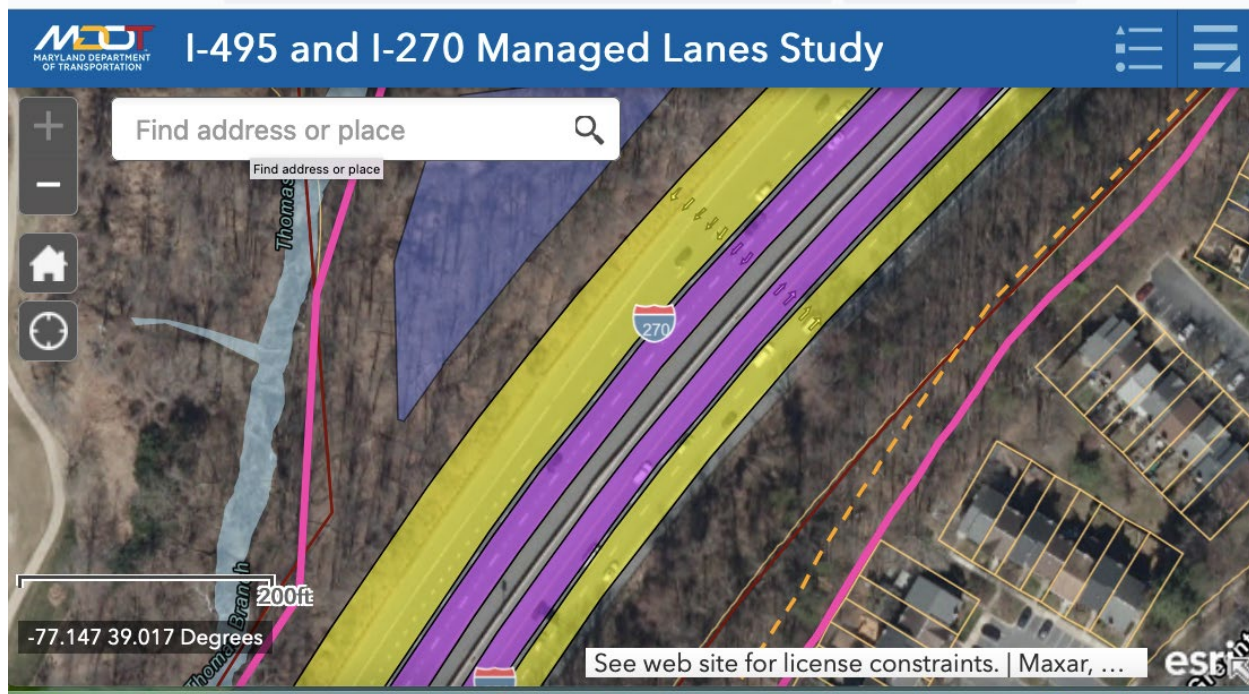 MDOT
MARYLAND DEPARTMENT
OF TRANSPORTATION
I-495 and I-270 Managed Lanes Study
Find address or place
Find address or place
Thomas
270
Thomas Branch
200ft
-77.147 39.017 Degrees
See web site for license constraints. | Maxar, ...
esri